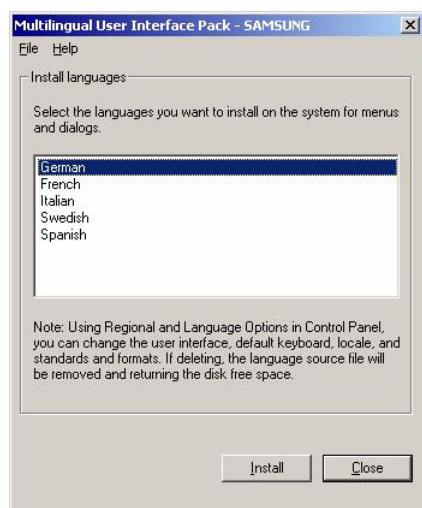 Multilingual User Interface Pack - SAMSUNG
File Help
Install languages
Select the languages you want to install on the system for menus
and dialogs.
German
French
Italian
Swedish
Spanish
Note: Using Regional and Language Options in Control Panel,
you can change the user interface, default keyboard, locale, and
standards and formats. If deleting, the language source file will
be removed and returning the disk free space.
Install Close